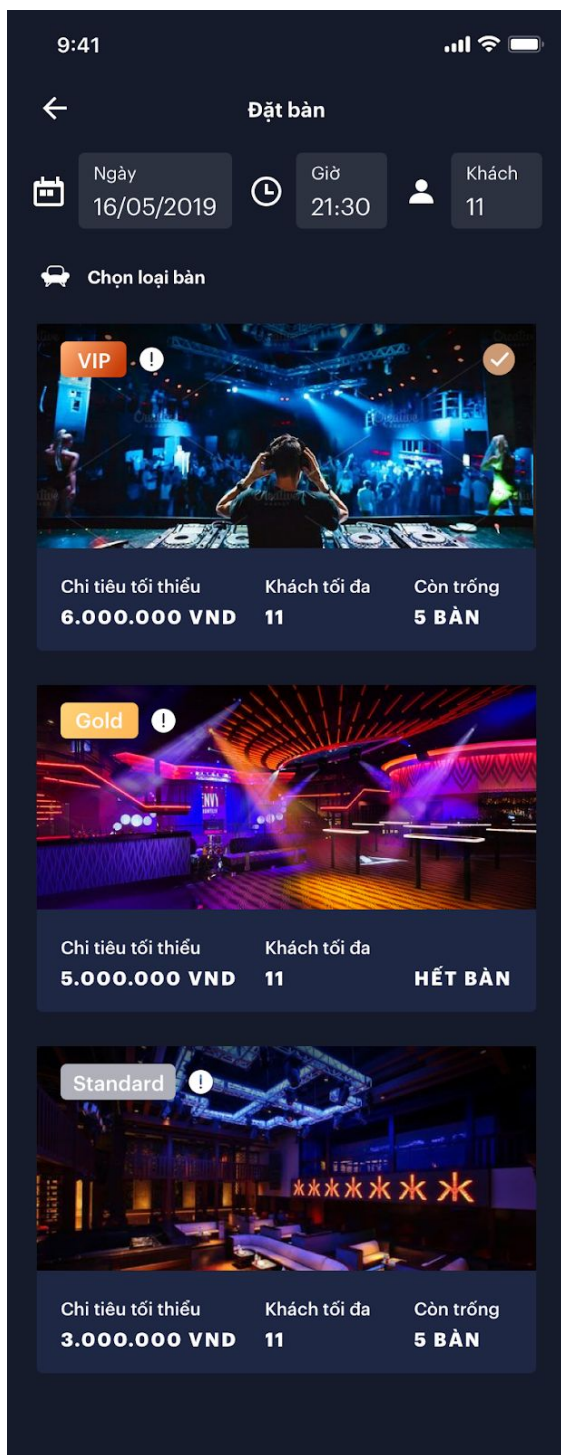 9:41
Đặt bàn
Ngày
16/05/2019
Giờ
21:30
Khách
11
Chọn loại bàn
VIP
Chi tiêu tối thiểu
6.000.000 VND
Khách tối đa
11
Còn trống
5 BÀN
Gold
ENVY
Chi tiêu tối thiểu
5.000.000 VND
Khách tối đa
11
HẾT BÀN
Standard
Chi tiêu tối thiểu
3.000.000 VND
Khách tối đa
11
Còn trống
5 BÀN